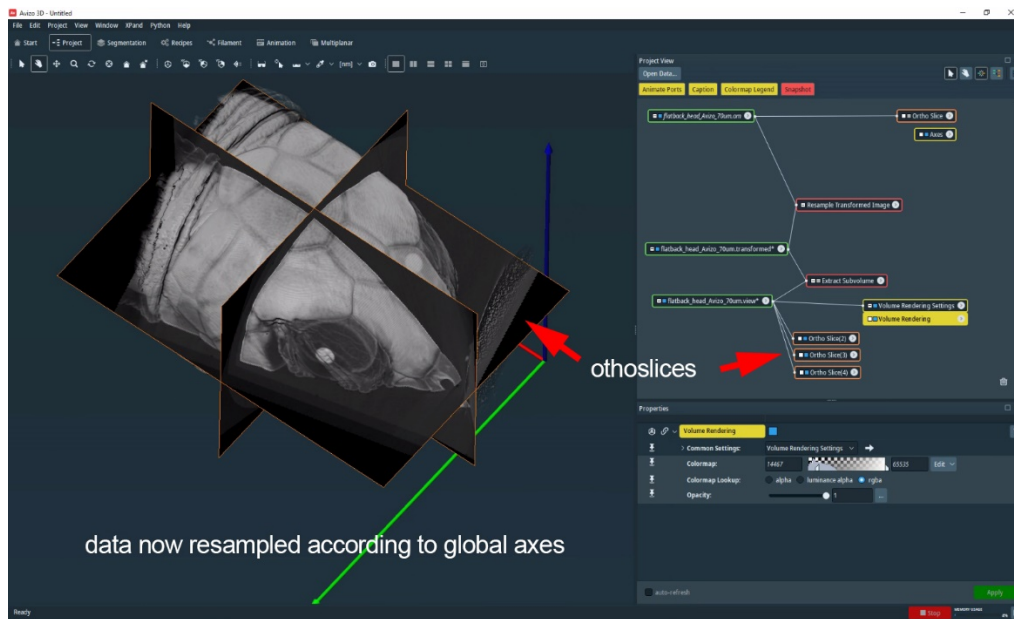 Avizo 3D - Untitled
File Edit Project View Window XPand Python Help
Start Project Segmentation Recipes Filament Animation Multiplanar
[nm]
Project View
Open Data...
Animate Ports Caption Colormap Legend Snapshot
flatback_head_Avizo_70um.am
Ortho Slice
Axes
Resample Transformed Image
flatback_head_Avizo_70um.transformed*
Extract Subvolume
flatback_head_Avizo_70um.view*
Volume Rendering Settings
Volume Rendering
Ortho Slice(2)
Ortho Slice(3)
Ortho Slice(4)
othoslices
Properties
Volume Rendering
Common Settings: Volume Rendering Settings
Colormap: 14467 65535 Edit
Colormap Lookup: alpha luminance alpha rgba
Opacity: 1 ...
data now resampled according to global axes
auto-refresh Apply
Ready Stop MEMORY USAGE